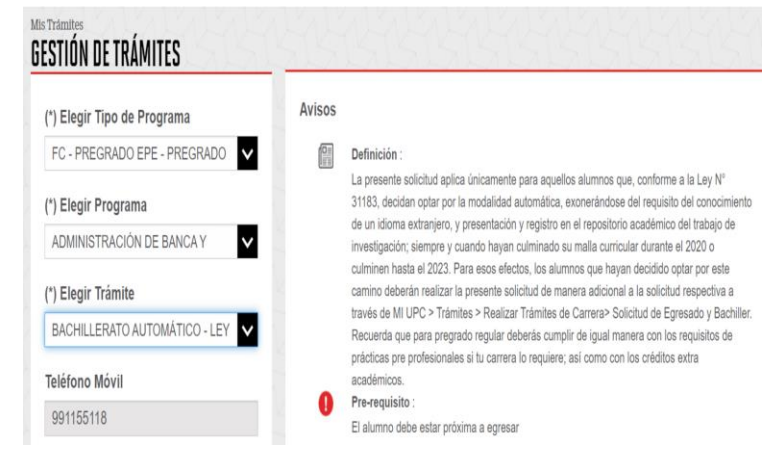 Mis Trámites
GESTIÓN DE TRÁMITES
(*) Elegir Tipo de Programa
FC - PREGRADO EPE - PREGRADO
(*) Elegir Programa
ADMINISTRACIÓN DE BANCA Y
(*) Elegir Trámite
BACHILLERATO AUTOMÁTICO - LEY
Teléfono Móvil
991155118
Avisos
Definición :
La presente solicitud aplica únicamente para aquellos alumnos que, conforme a la Ley N°
31183, decidan optar por la modalidad automática, exonerándose del requisito del conocimiento
de un idioma extranjero, y presentación y registro en el repositorio académico del trabajo de
investigación; siempre y cuando hayan culminado su malla curricular durante el 2020 o
culminen hasta el 2023. Para esos efectos, los alumnos que hayan decidido optar por este
camino deberán realizar la presente solicitud de manera adicional a la solicitud respectiva a
través de MI UPC > Trámites > Realizar Trámites de Carrera> Solicitud de Egresado y Bachiller.
Recuerda que para pregrado regular deberás cumplir de igual manera con los requisitos de
prácticas pre profesionales si tu carrera lo requiere; así como con los créditos extra
académicos.
Pre-requisito :
El alumno debe estar próxima a egresar